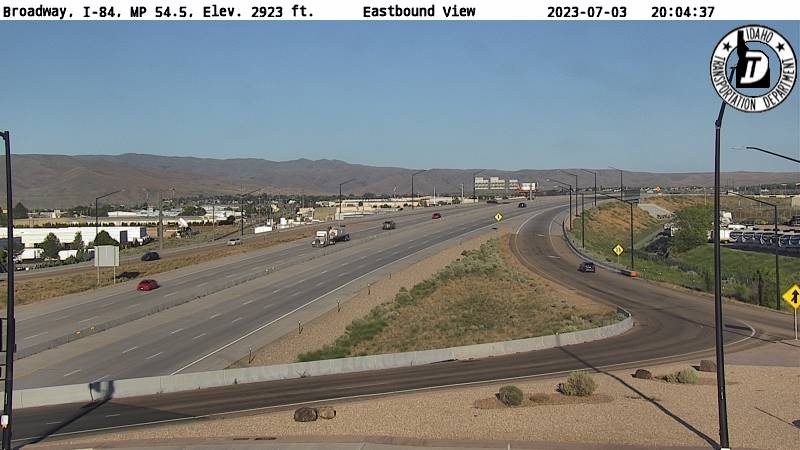 Broadway, I-84, MP 54.5, Elev. 2923 ft. Eastbound View 2023-07-03 20:04:37
IDAHO
TRANSPORTATION DEPARTMENT